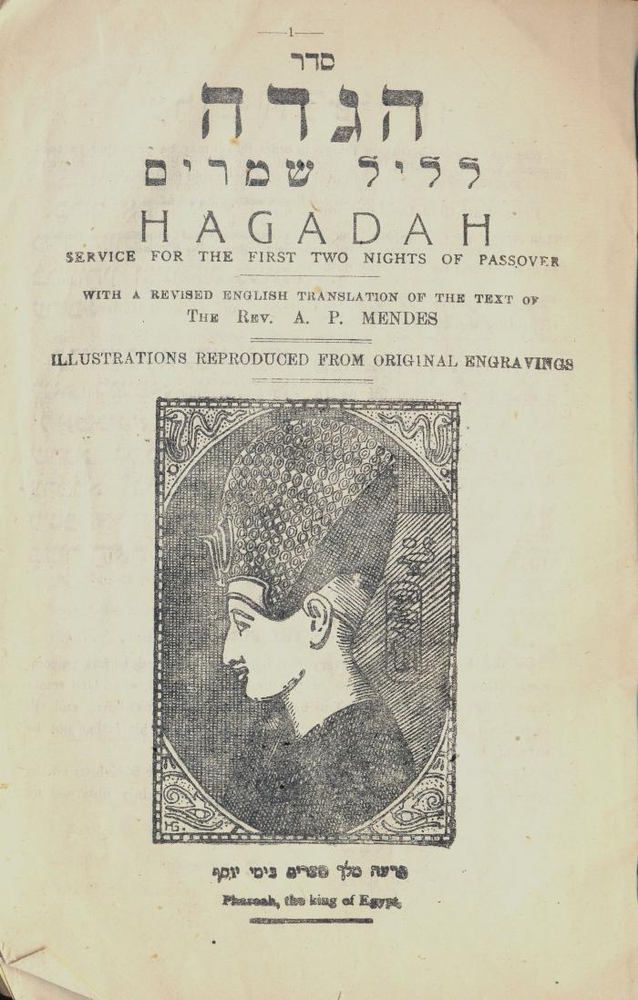 —1—
סדר
הגדה
לליל שמרים
HAGADAH
SERVICE FOR THE FIRST TWO NIGHTS OF PASSOVER
WITH A REVISED ENGLISH TRANSLATION OF THE TEXT OF
THE REV. A. P. MENDES
ILLUSTRATIONS REPRODUCED FROM ORIGINAL ENGRAVINGS
HG.
פרעה מלך מצרים בימי יוסף
Pharoah, the king of Egypt.